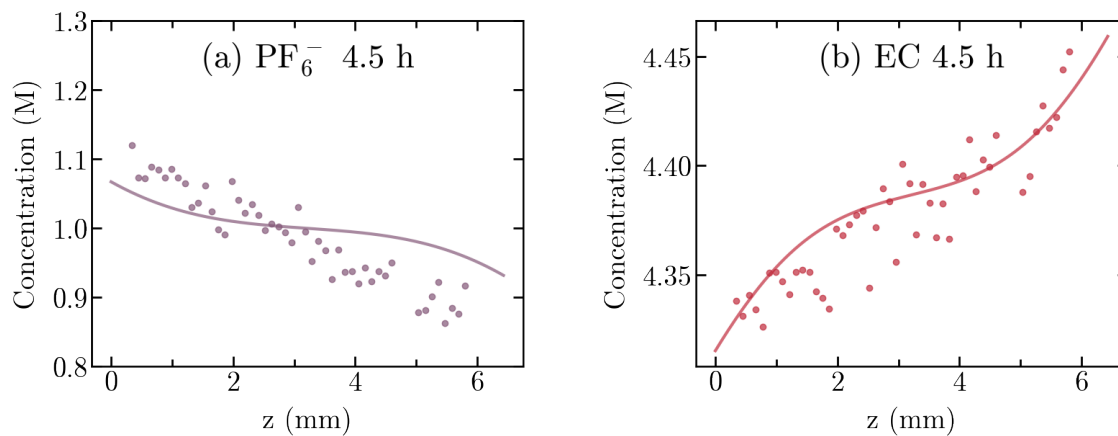 (a) PF₆⁻ 4.5 h
Concentration (M)
1.3
1.2
1.1
1.0
0.9
0.8
0 2 4 6
z (mm)
(b) EC 4.5 h
Concentration (M)
4.45
4.40
4.35
0 2 4 6
z (mm)